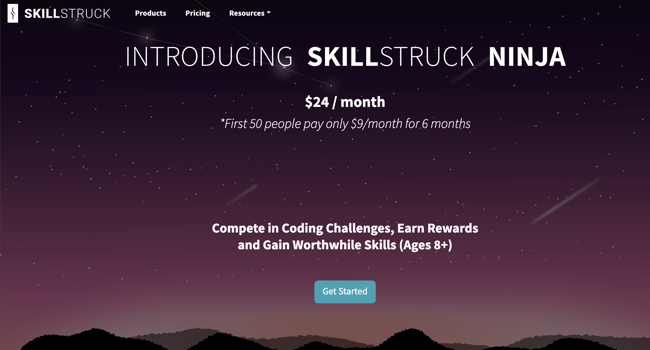 SKILLSTRUCK
Products Pricing Resources
INTRODUCING SKILLSTRUCK NINJA
$24 / month
*First 50 people pay only $9/month for 6 months
Compete in Coding Challenges, Earn Rewards
and Gain Worthwhile Skills (Ages 8+)
Get Started